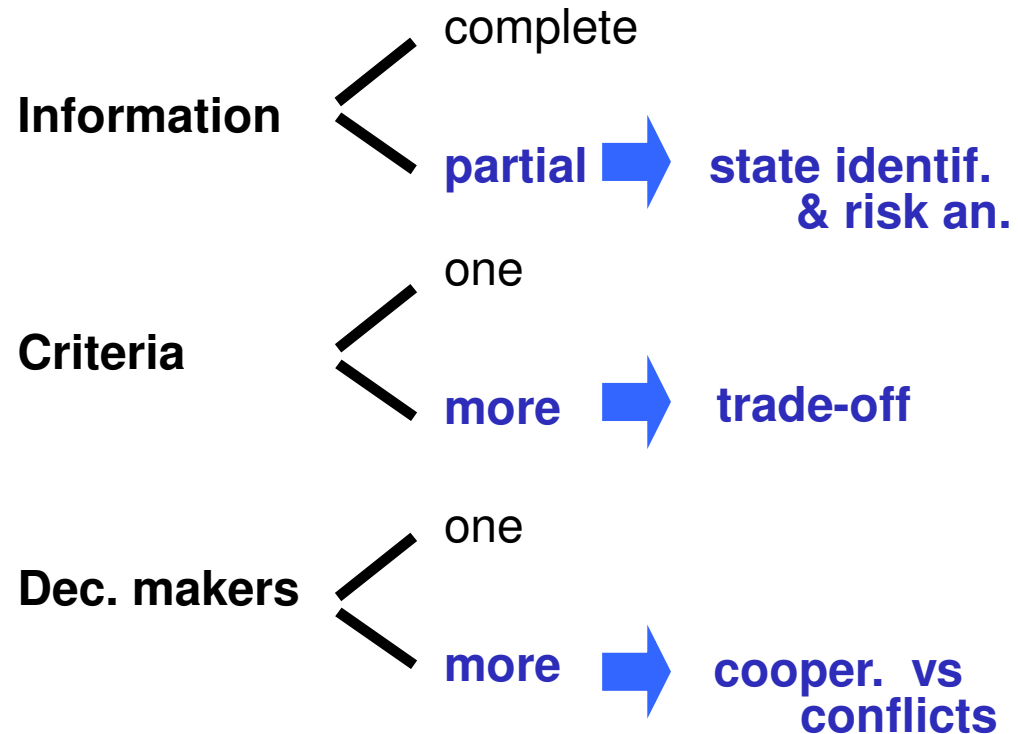 complete
Information
partial
state identif.
& risk an.
one
Criteria
more
trade-off
one
Dec. makers
more
cooper. vs
conflicts